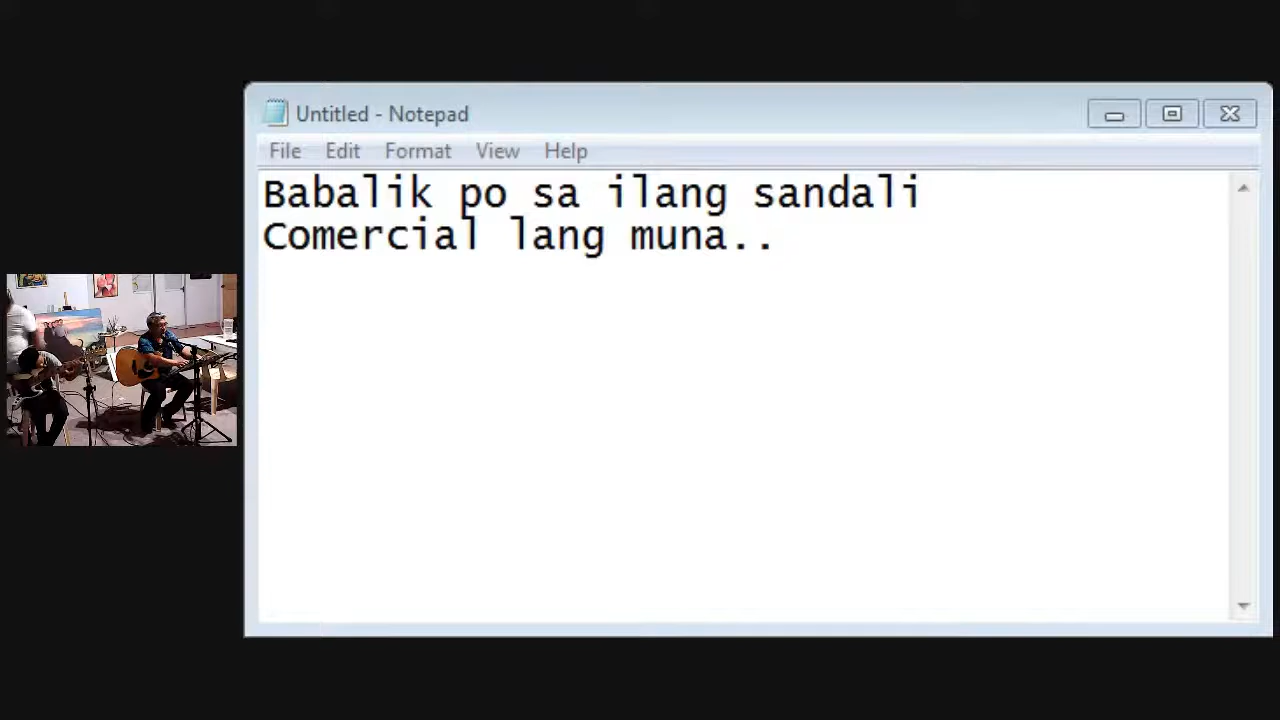 Untitled - Notepad
File Edit Format View Help
Babalik po sa ilang sandali
Comercial lang muna..